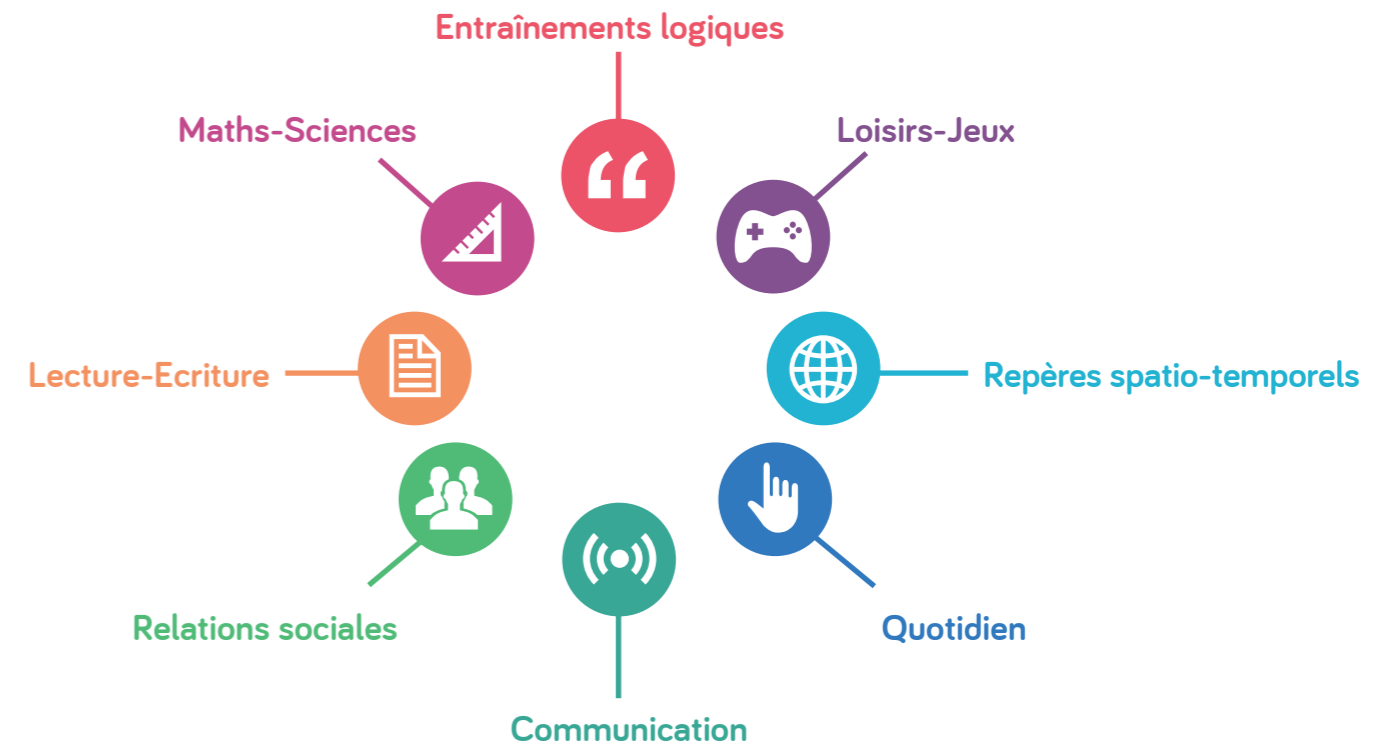 Entraînements logiques
Maths-Sciences
Loisirs-Jeux
Lecture-Ecriture
Repères spatio-temporels
Relations sociales
Quotidien
Communication